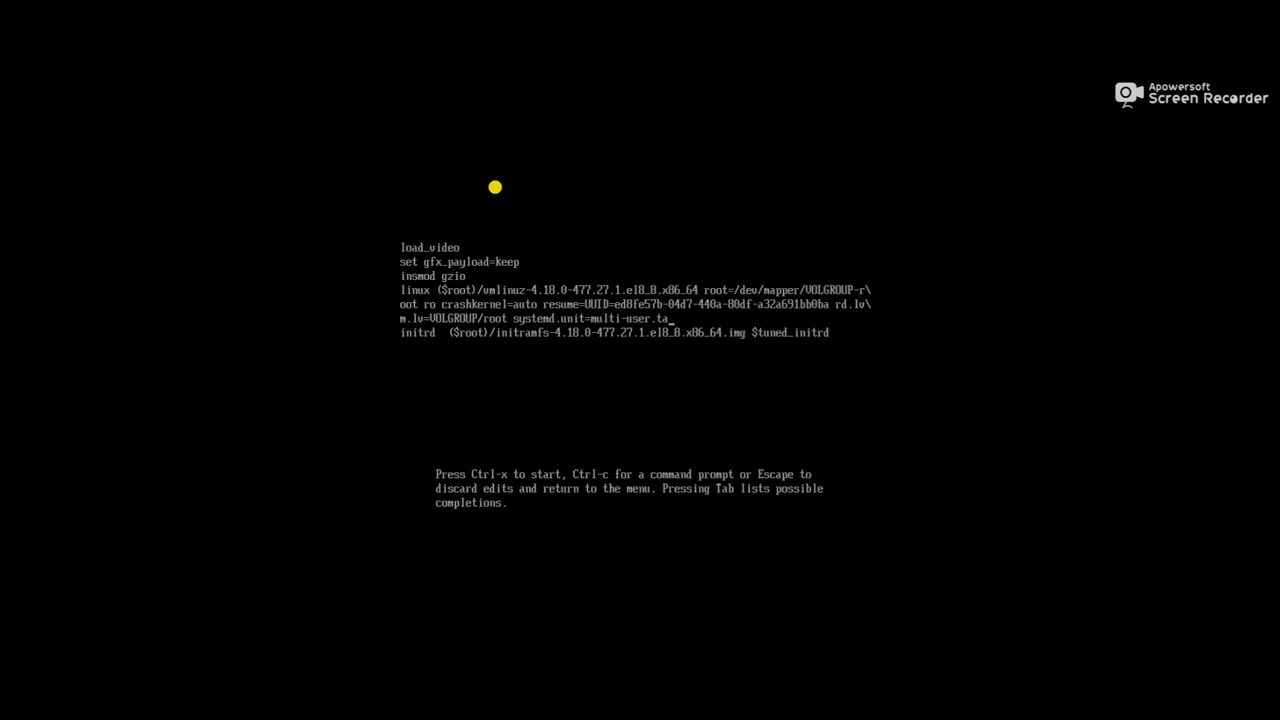 Apowersoft
Screen Recorder
load_video
set gfx_payload=keep
insmod gzio
linux ($root)/vmlinuz-4.18.0-477.27.1.el8_8.x86_64 root=/dev/mapper/VOLGROUP-r\
oot ro crashkernel=auto resume=UUID=ed8fe57b-04d7-440a-80df-a32a691bb0ba rd.lv\
m.lv=VOLGROUP/root systemd.unit=multi-user.ta_
initrd  ($root)/initramfs-4.18.0-477.27.1.el8_8.x86_64.img $tuned_initrd
Press Ctrl-x to start, Ctrl-c for a command prompt or Escape to
discard edits and return to the menu. Pressing Tab lists possible
completions.